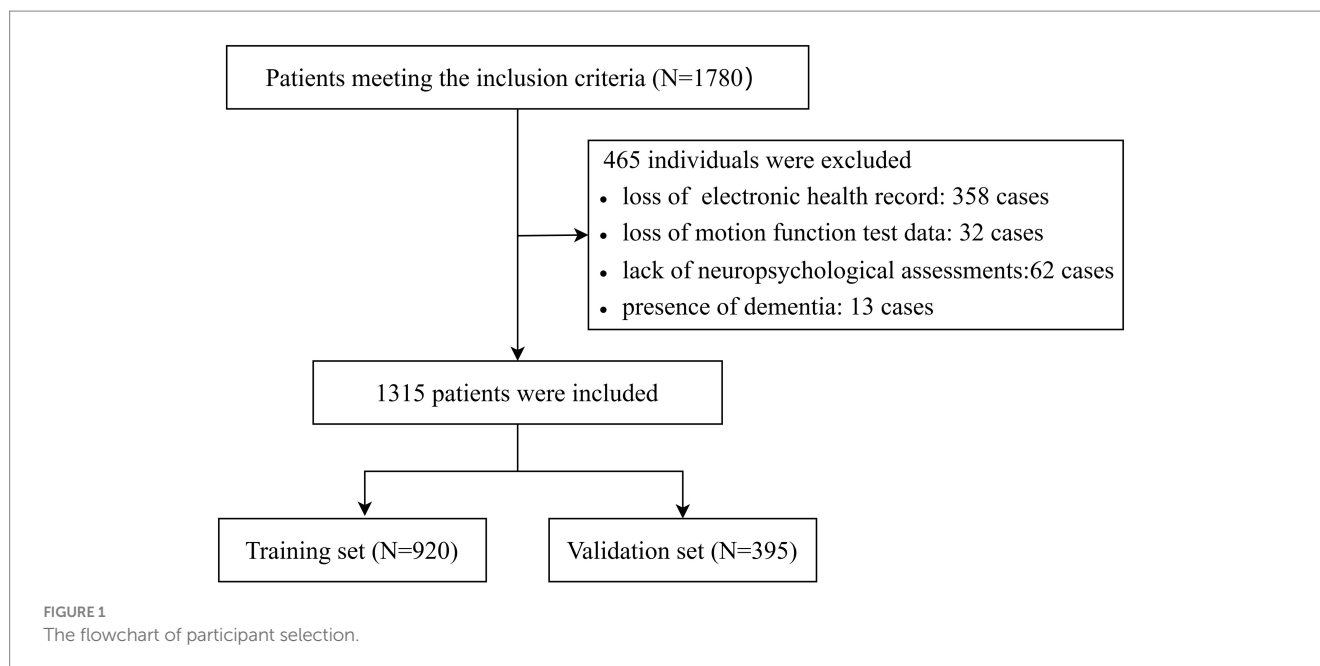 Patients meeting the inclusion criteria (N=1780)
465 individuals were excluded
• loss of electronic health record: 358 cases
• loss of motion function test data: 32 cases
• lack of neuropsychological assessments:62 cases
• presence of dementia: 13 cases
1315 patients were included
Training set (N=920)
Validation set (N=395)
FIGURE 1
The flowchart of participant selection.